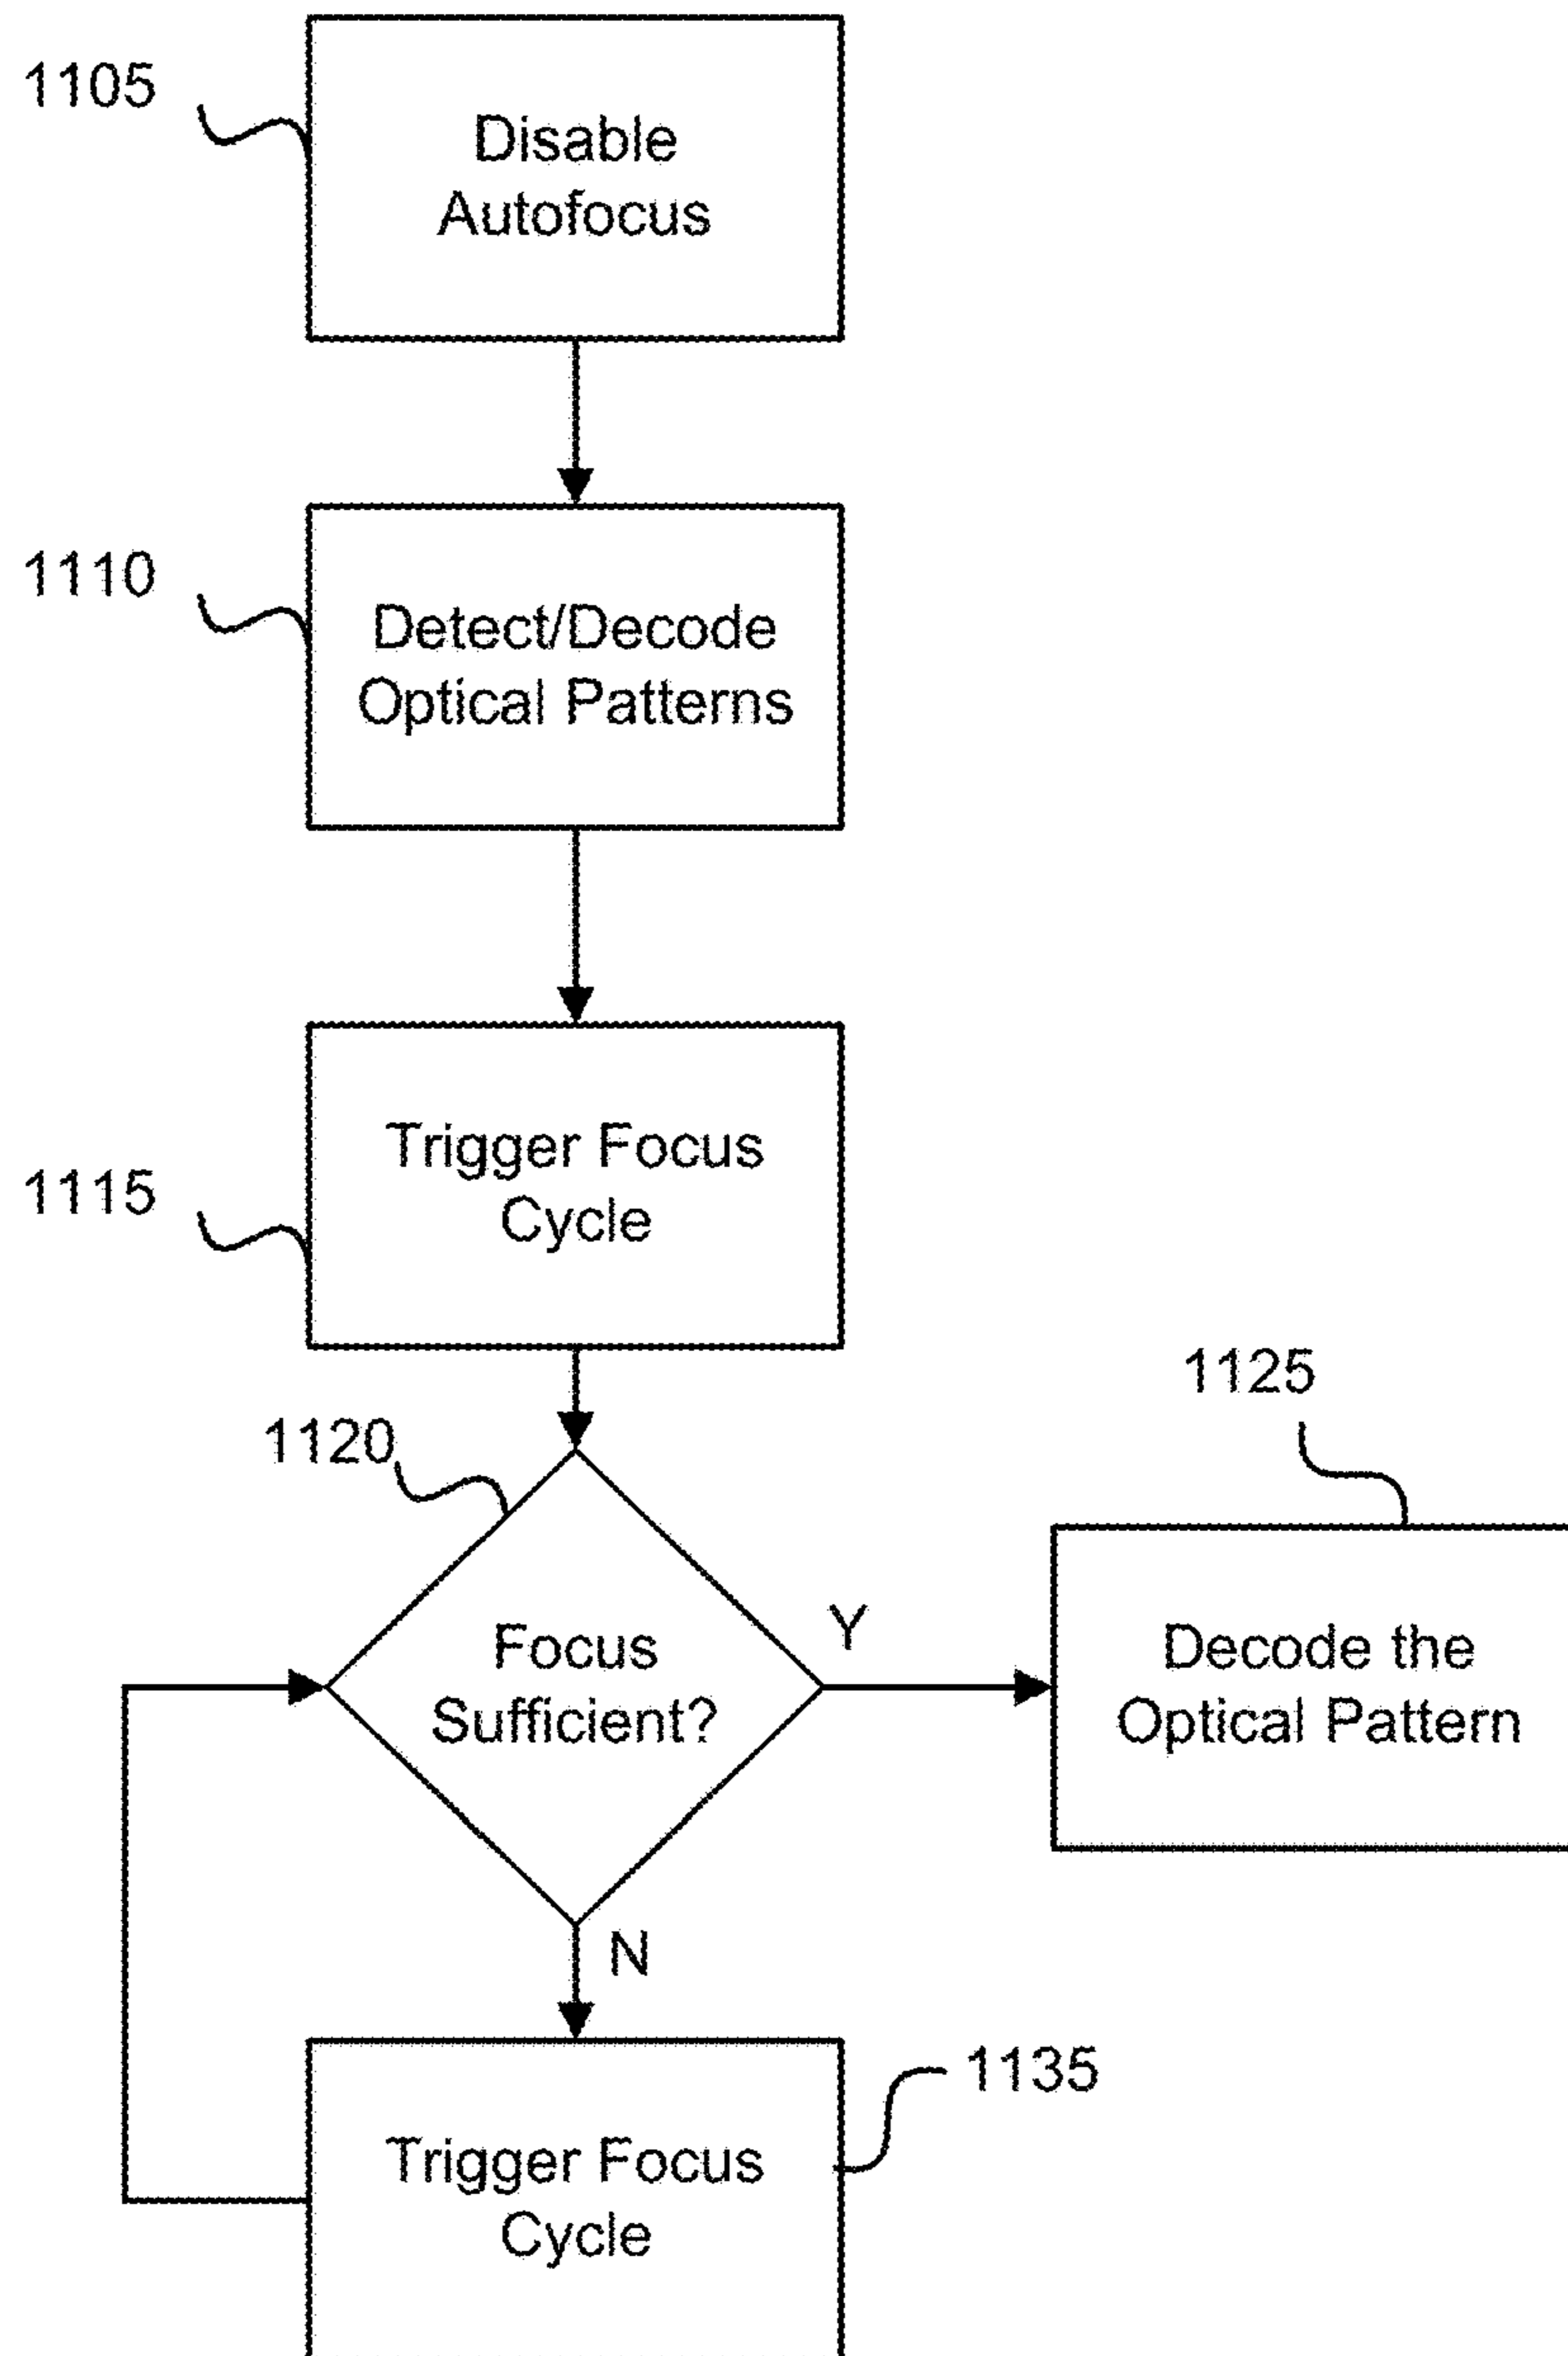 1105
Disable
Autofocus
1110
Detect/Decode
Optical Patterns
1115
Trigger Focus
Cycle
1120
Focus
Sufficient?
Y
1125
Decode the
Optical Pattern
N
1135
Trigger Focus
Cycle